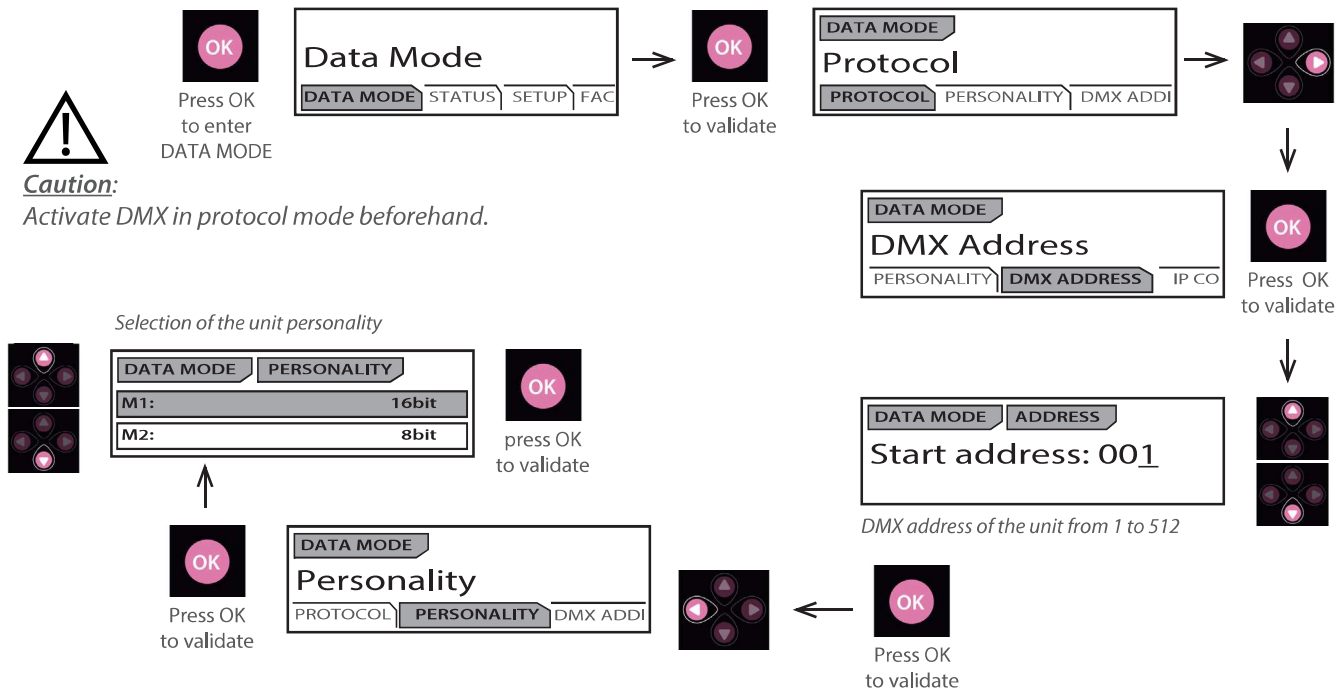 OK
Press OK
to enter
DATA MODE
Data Mode
DATA MODE STATUS SETUP FAC
OK
Press OK
to validate
DATA MODE
Protocol
PROTOCOL PERSONALITY DMX ADDI
!
Caution:
Activate DMX in protocol mode beforehand.
OK
Press OK
to validate
DATA MODE
DMX Address
PERSONALITY DMX ADDRESS IP CO
DATA MODE ADDRESS
Start address: 001
DMX address of the unit from 1 to 512
OK
Press OK
to validate
DATA MODE
Personality
PROTOCOL PERSONALITY DMX ADDI
OK
Press OK
to validate
Selection of the unit personality
DATA MODE PERSONALITY
M1: 16bit
M2: 8bit
OK
press OK
to validate